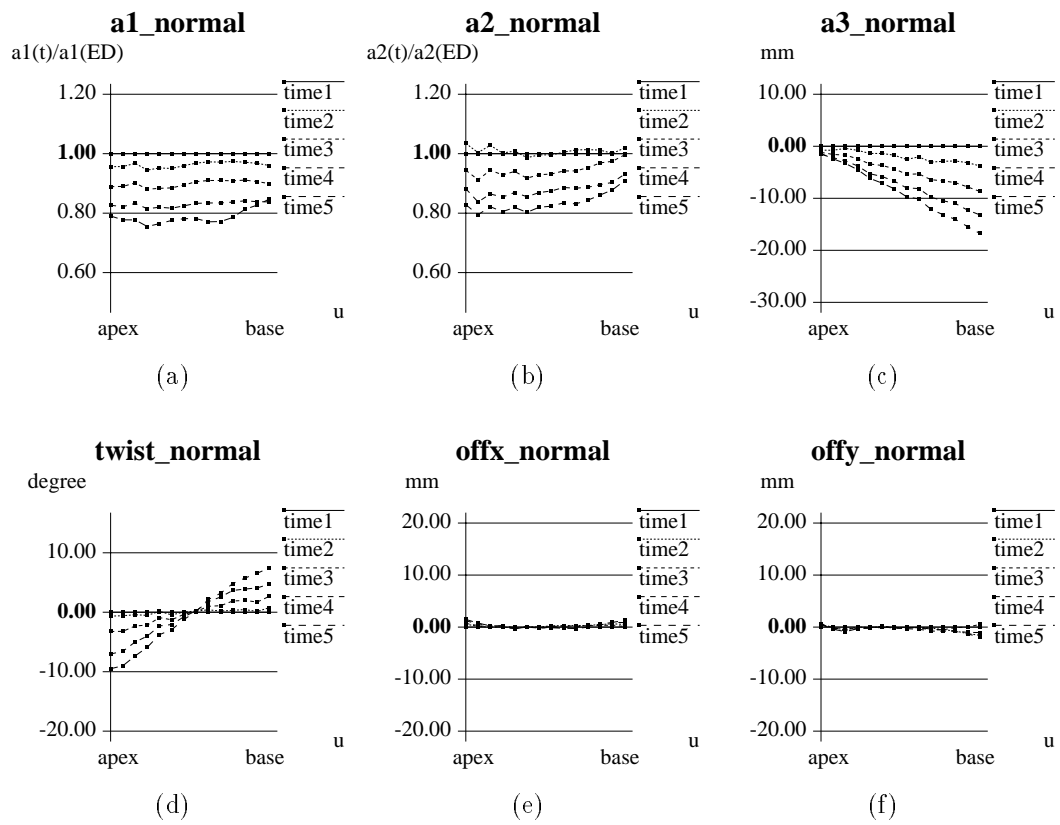 a1_normal
a1(t)/a1(ED)
1.20
1.00
0.80
0.60
time1
time2
time3
time4
time5
u
apex
base
(a)
a2_normal
a2(t)/a2(ED)
1.20
1.00
0.80
0.60
time1
time2
time3
time4
time5
u
apex
base
(b)
a3_normal
mm
10.00
0.00
-10.00
-20.00
-30.00
time1
time2
time3
time4
time5
u
apex
base
(c)
twist_normal
degree
10.00
0.00
-10.00
-20.00
time1
time2
time3
time4
time5
u
apex
base
(d)
offx_normal
mm
20.00
10.00
0.00
-10.00
-20.00
time1
time2
time3
time4
time5
u
apex
base
(e)
offy_normal
mm
20.00
10.00
0.00
-10.00
-20.00
time1
time2
time3
time4
time5
u
apex
base
(f)